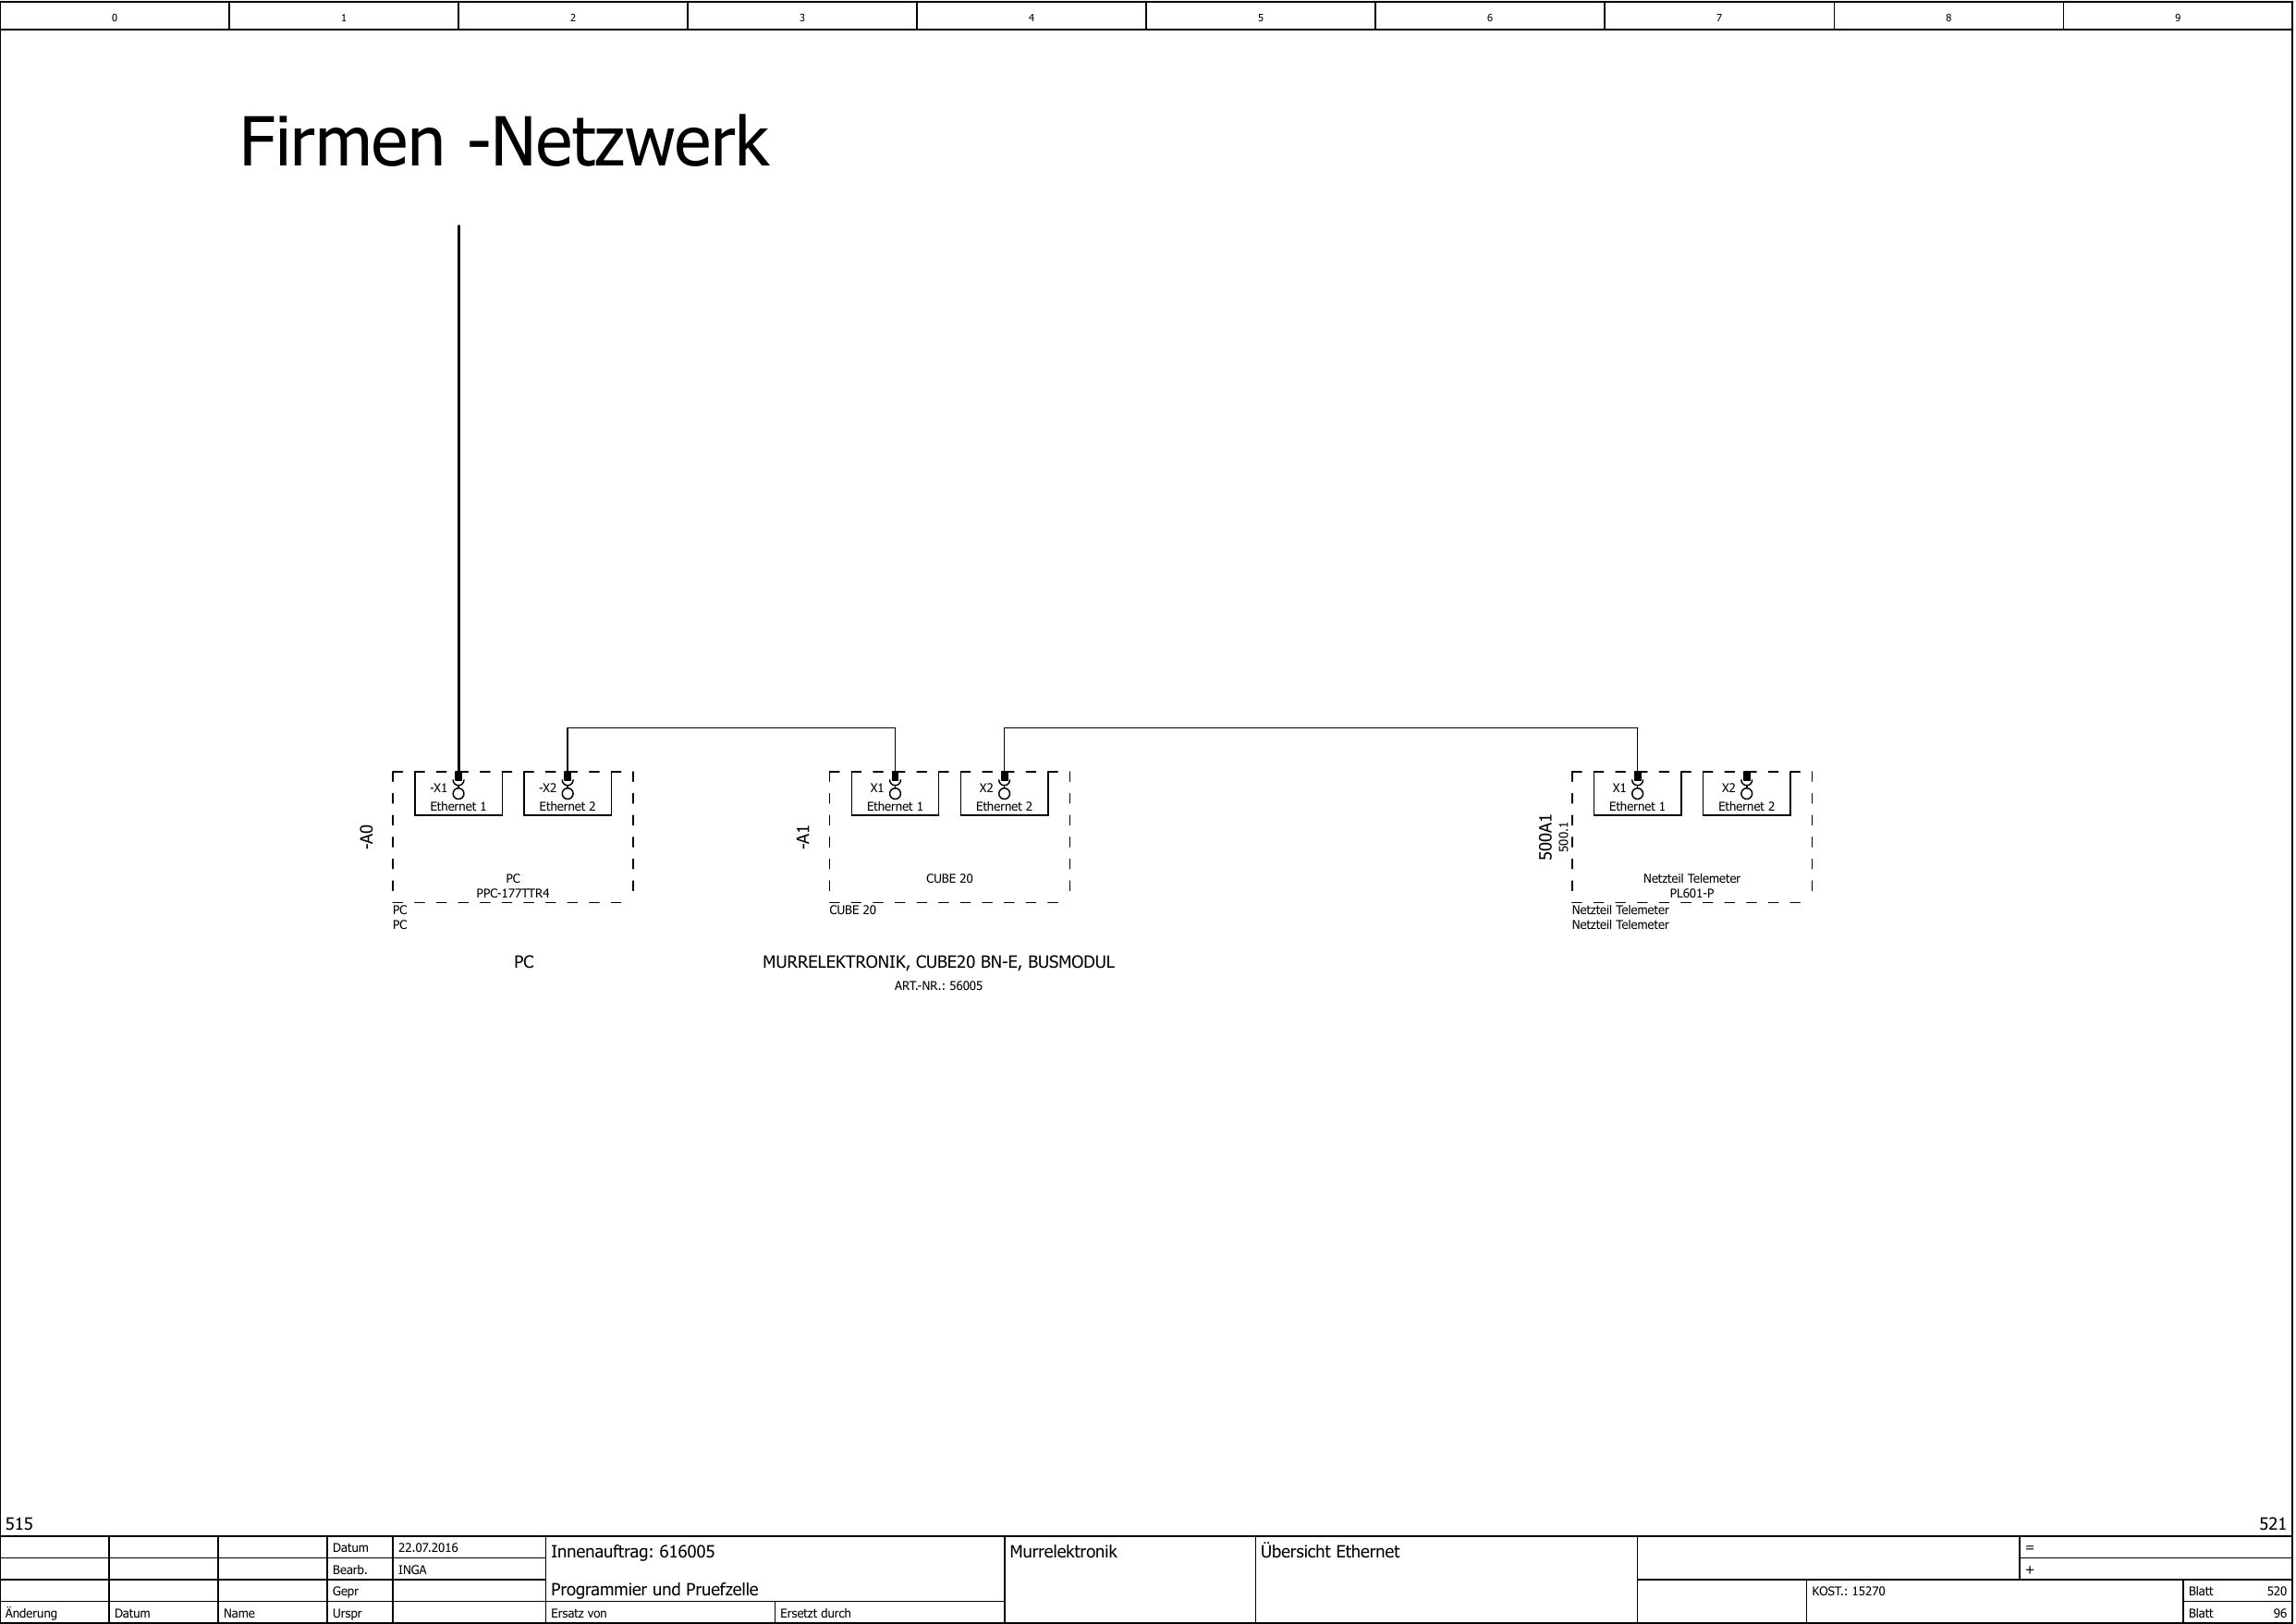 0 1 2 3 4 5 6 7 8 9
Firmen -Netzwerk
-X1 -X2 X1 X2 X1 X2
Ethernet 1 Ethernet 2 Ethernet 1 Ethernet 2 Ethernet 1 Ethernet 2
-A0 -A1 500A1
500.1
PC CUBE 20 Netzteil Telemeter
PPC-177TTR4 PL601-P
PC CUBE 20 Netzteil Telemeter
PC Netzteil Telemeter
PC MURRELEKTRONIK, CUBE20 BN-E, BUSMODUL
ART.-NR.: 56005
515 521
Datum 22.07.2016 Innenauftrag: 616005 Murrelektronik Übersicht Ethernet =
Bearb. INGA +
Gepr Programmier und Pruefzelle KOST.: 15270 Blatt 520
Änderung Datum Name Urspr Ersatz von Ersetzt durch Blatt 96